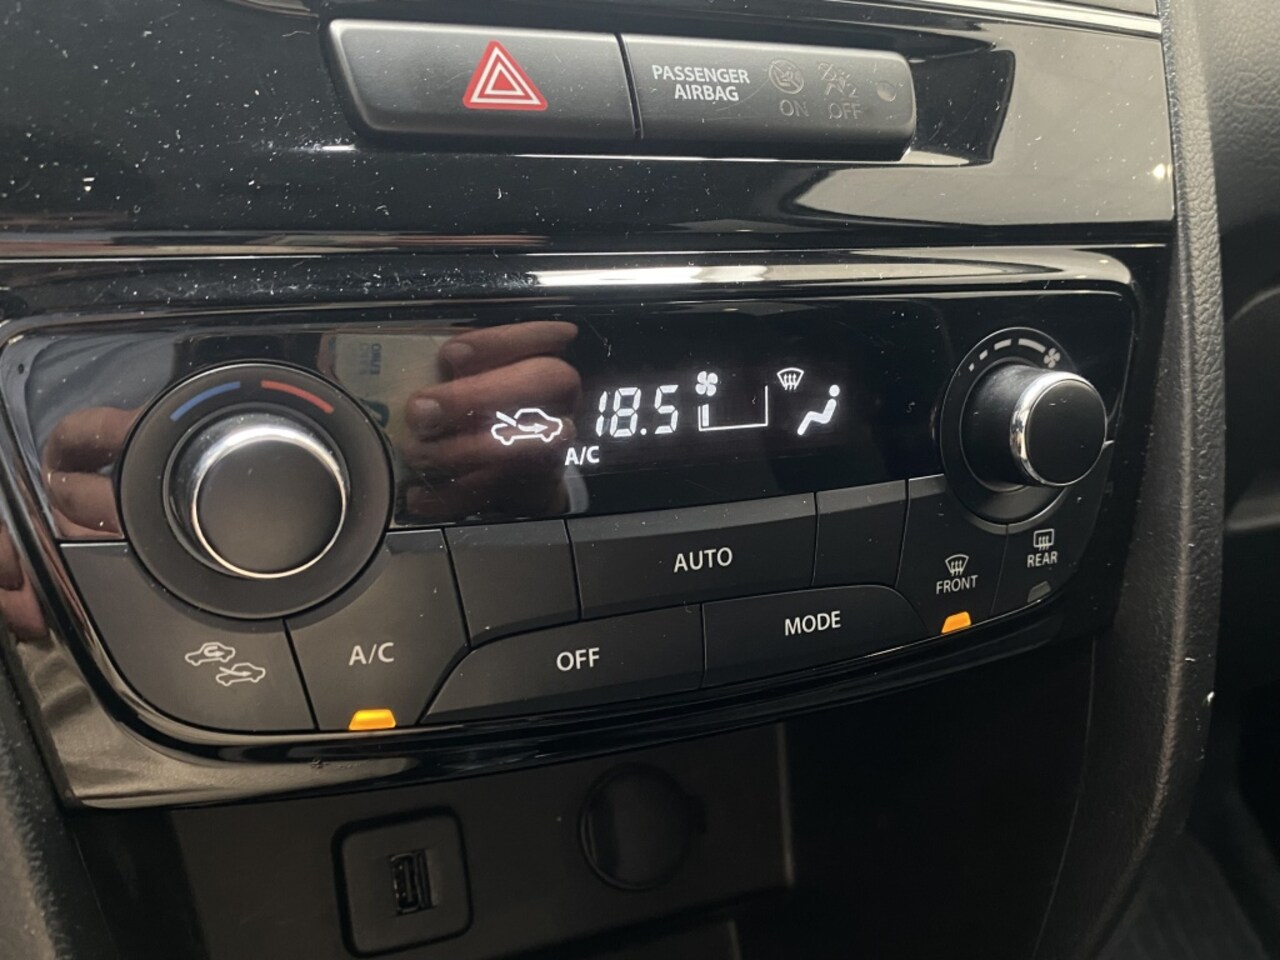 PASSENGER
AIRBAG
ON OFF
18.5
A/C
AUTO
FRONT
REAR
A/C
OFF
MODE